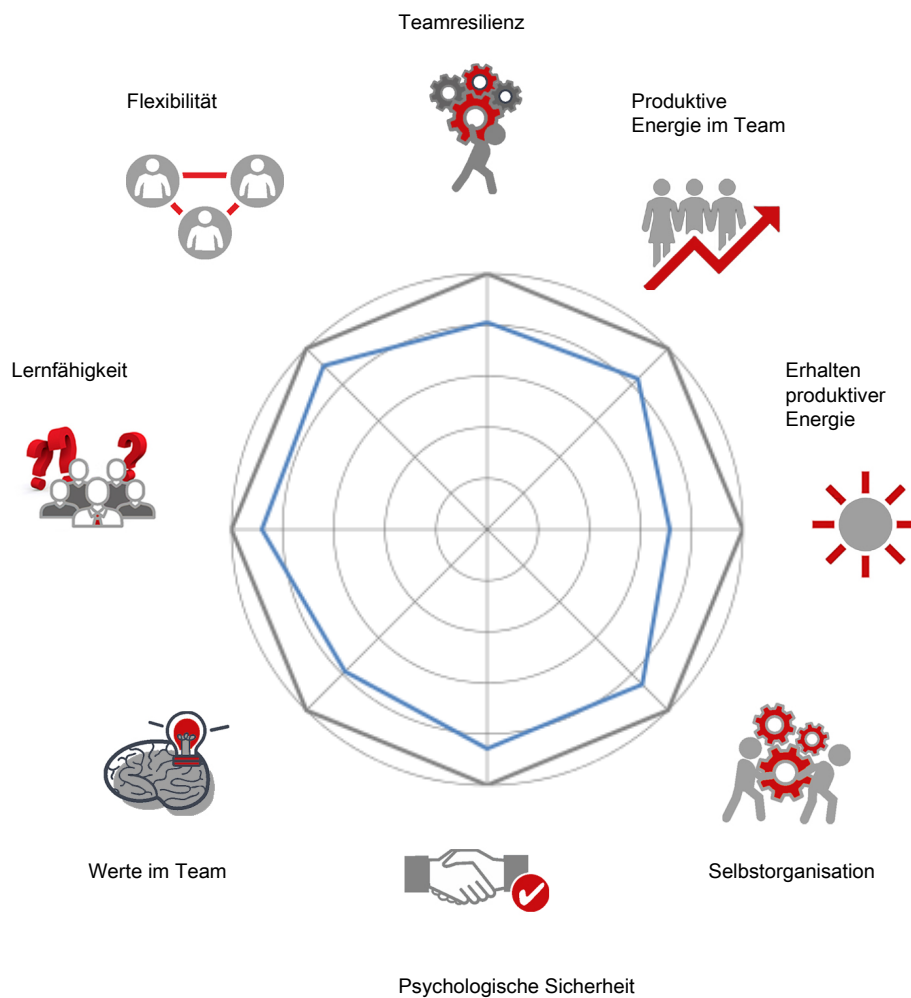 Teamresilienz
Flexibilität
Produktive
Energie im Team
Lernfähigkeit
Erhalten
produktiver
Energie
Werte im Team
Selbstorganisation
Psychologische Sicherheit